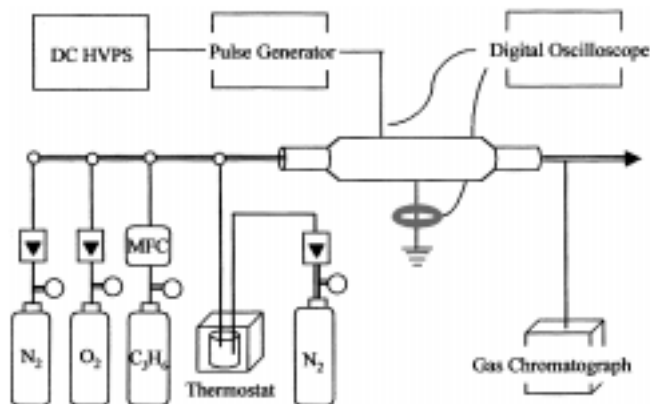 DC HVPS
Pulse Generator
Digital Oscilloscope
MFC
N₂
O₂
C₃H₆
Thermostat
N₂
Gas Chromatograph